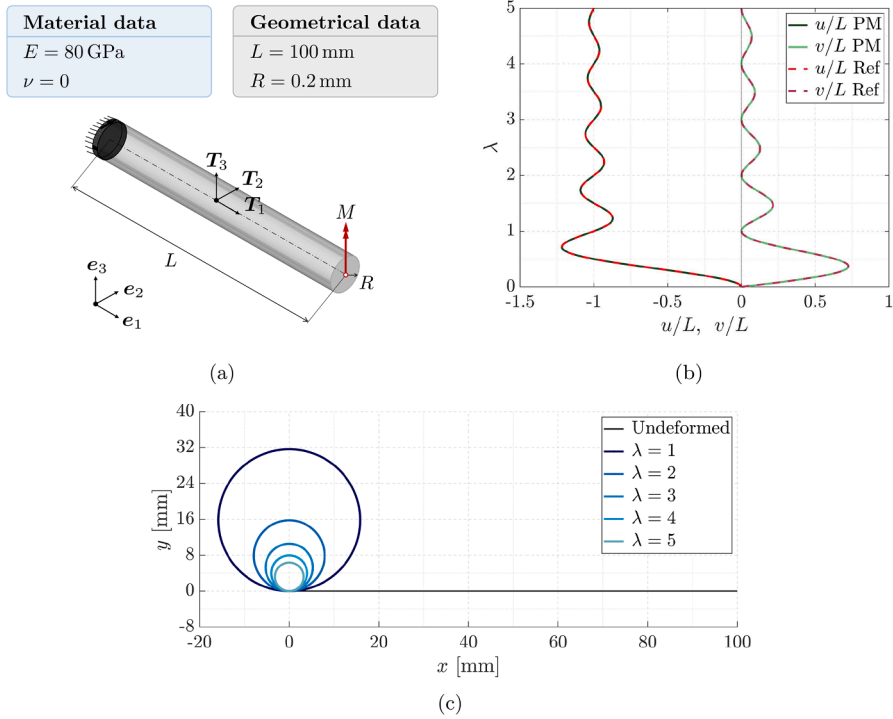 Material data
E = 80 GPa
ν = 0
Geometrical data
L = 100 mm
R = 0.2 mm
T₃
T₂
T₁
M
L
R
e₃
e₂
e₁
(a)
5
4
3
2
1
0
λ
u/L PM
v/L PM
u/L Ref
v/L Ref
-1.5 -1 -0.5 0 0.5 1
u/L, v/L
(b)
40
32
24
16
8
0
-8
y [mm]
Undeformed
λ = 1
λ = 2
λ = 3
λ = 4
λ = 5
-20 0 20 40 60 80 100
x [mm]
(c)